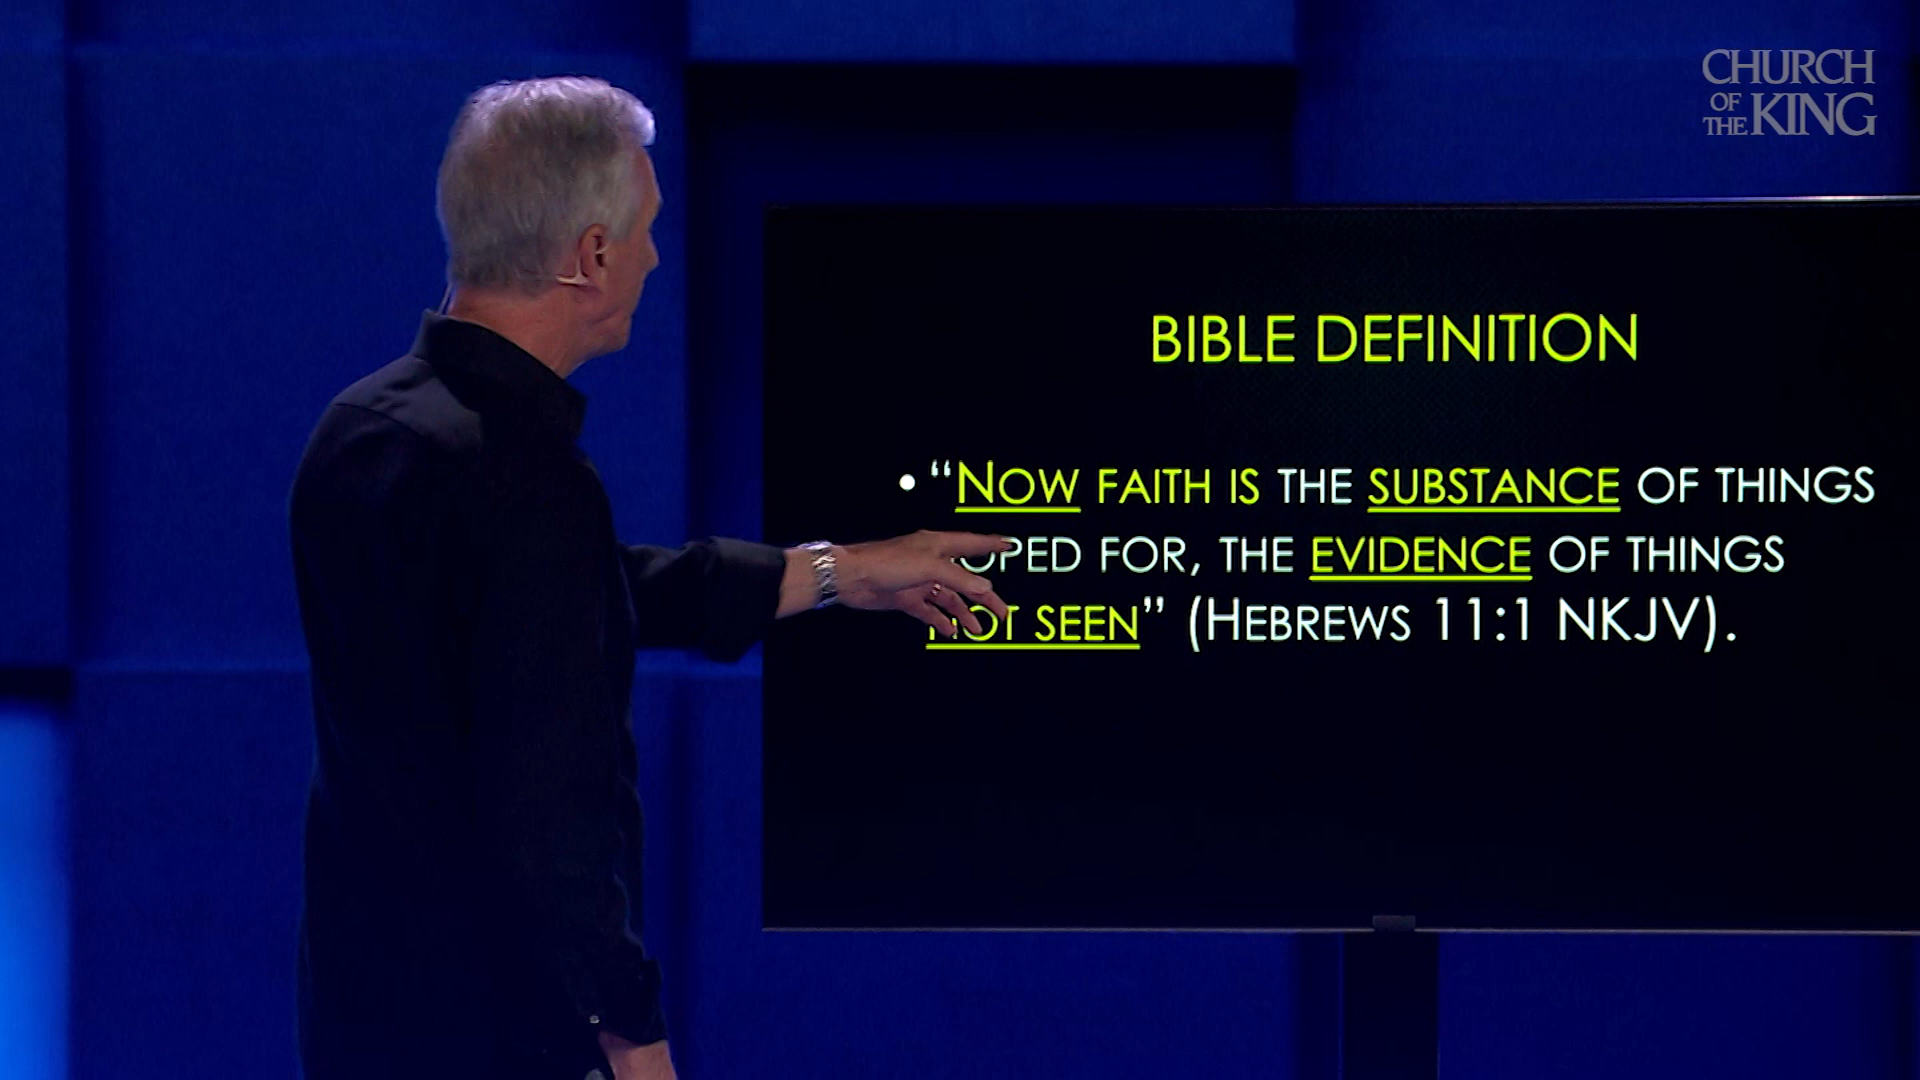 CHURCH
OF
THE KING
BIBLE DEFINITION
• “NOW FAITH IS THE SUBSTANCE OF THINGS
FOR, THE EVIDENCE OF THINGS
SEEN” (HEBREWS 11:1 NKJV).